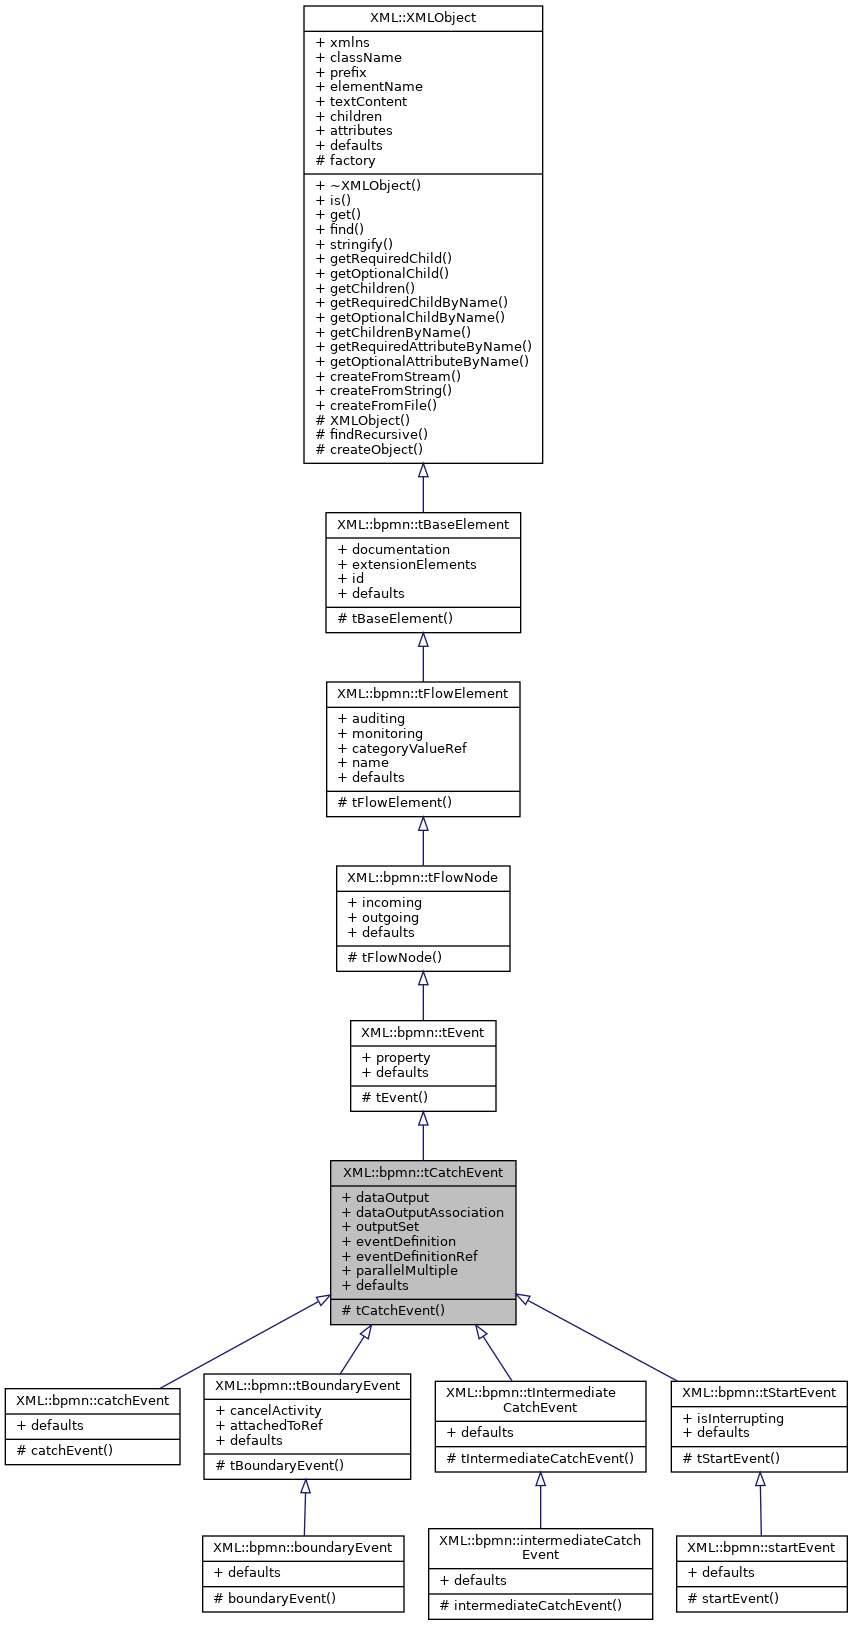 XML::XMLObject
+ xmlns
+ className
+ prefix
+ elementName
+ textContent
+ children
+ attributes
+ defaults
# factory
+ ~XMLObject()
+ is()
+ get()
+ find()
+ stringify()
+ getRequiredChild()
+ getOptionalChild()
+ getChildren()
+ getRequiredChildByName()
+ getOptionalChildByName()
+ getChildrenByName()
+ getRequiredAttributeByName()
+ getOptionalAttributeByName()
+ createFromStream()
+ createFromString()
+ createFromFile()
# XMLObject()
# findRecursive()
# createObject()
XML::bpmn::tBaseElement
+ documentation
+ extensionElements
+ id
+ defaults
# tBaseElement()
XML::bpmn::tFlowElement
+ auditing
+ monitoring
+ categoryValueRef
+ name
+ defaults
# tFlowElement()
XML::bpmn::tFlowNode
+ incoming
+ outgoing
+ defaults
# tFlowNode()
XML::bpmn::tEvent
+ property
+ defaults
# tEvent()
XML::bpmn::tCatchEvent
+ dataOutput
+ dataOutputAssociation
+ outputSet
+ eventDefinition
+ eventDefinitionRef
+ parallelMultiple
+ defaults
# tCatchEvent()
XML::bpmn::catchEvent
+ defaults
# catchEvent()
XML::bpmn::tBoundaryEvent
+ cancelActivity
+ attachedToRef
+ defaults
# tBoundaryEvent()
XML::bpmn::tIntermediate
CatchEvent
+ defaults
# tIntermediateCatchEvent()
XML::bpmn::tStartEvent
+ isInterrupting
+ defaults
# tStartEvent()
XML::bpmn::boundaryEvent
+ defaults
# boundaryEvent()
XML::bpmn::intermediateCatch
Event
+ defaults
# intermediateCatchEvent()
XML::bpmn::startEvent
+ defaults
# startEvent()